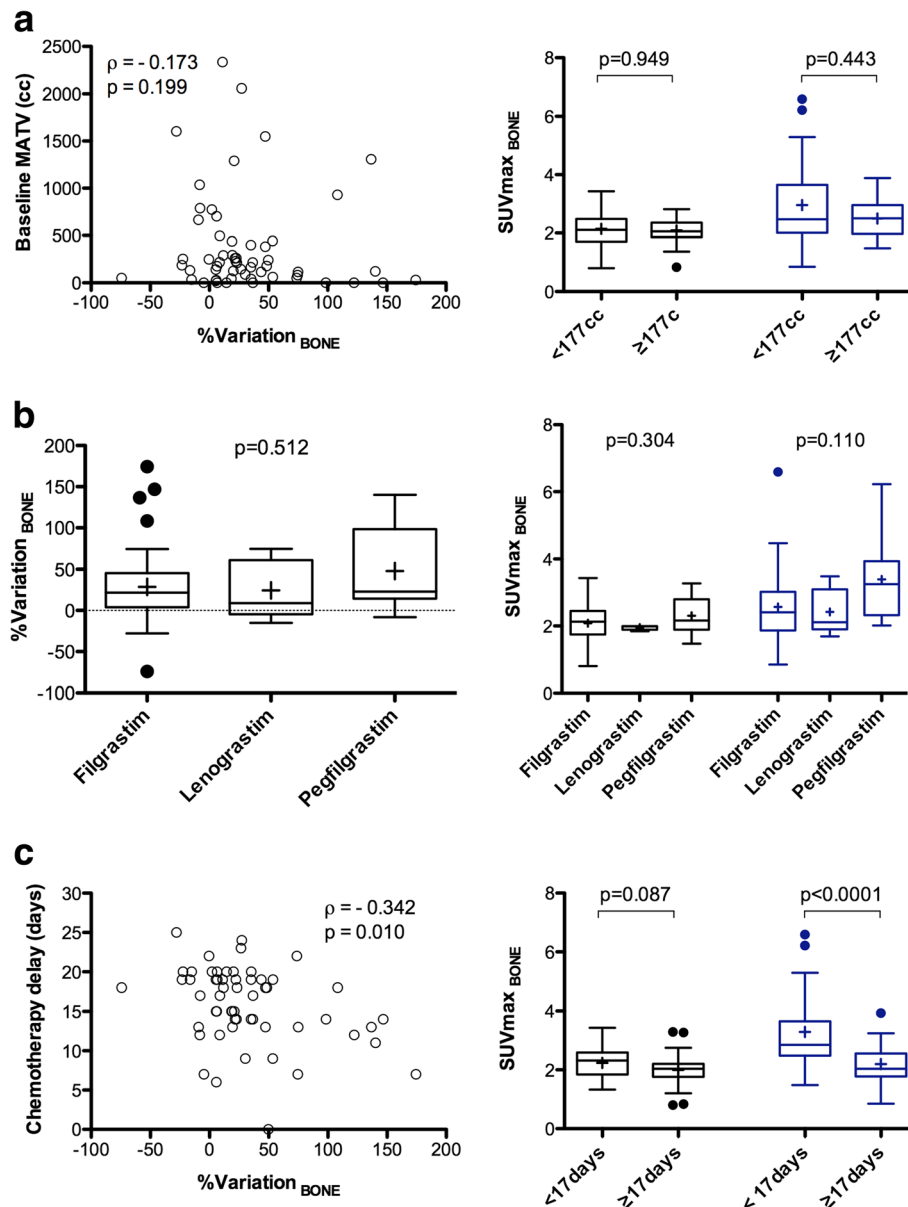 a
Baseline MATV (cc)
2500
2000
1500
1000
500
0
ρ = - 0.173
p = 0.199
-100 -50 0 50 100 150 200
%Variation BONE
SUVmax BONE
8
6
4
2
0
p=0.949
p=0.443
<177cc ≥177c <177cc ≥177cc
b
%Variation BONE
200
150
100
50
0
-50
-100
p=0.512
Filgrastim Lenograstim Pegfilgrastim
SUVmax BONE
8
6
4
2
0
p=0.304
p=0.110
Filgrastim Lenograstim Pegfilgrastim Filgrastim Lenograstim Pegfilgrastim
c
Chemotherapy delay (days)
30
25
20
15
10
5
0
ρ = - 0.342
p = 0.010
-100 -50 0 50 100 150 200
%Variation BONE
SUVmax BONE
8
6
4
2
0
p=0.087
p<0.0001
<17days ≥17days < 17days ≥17days